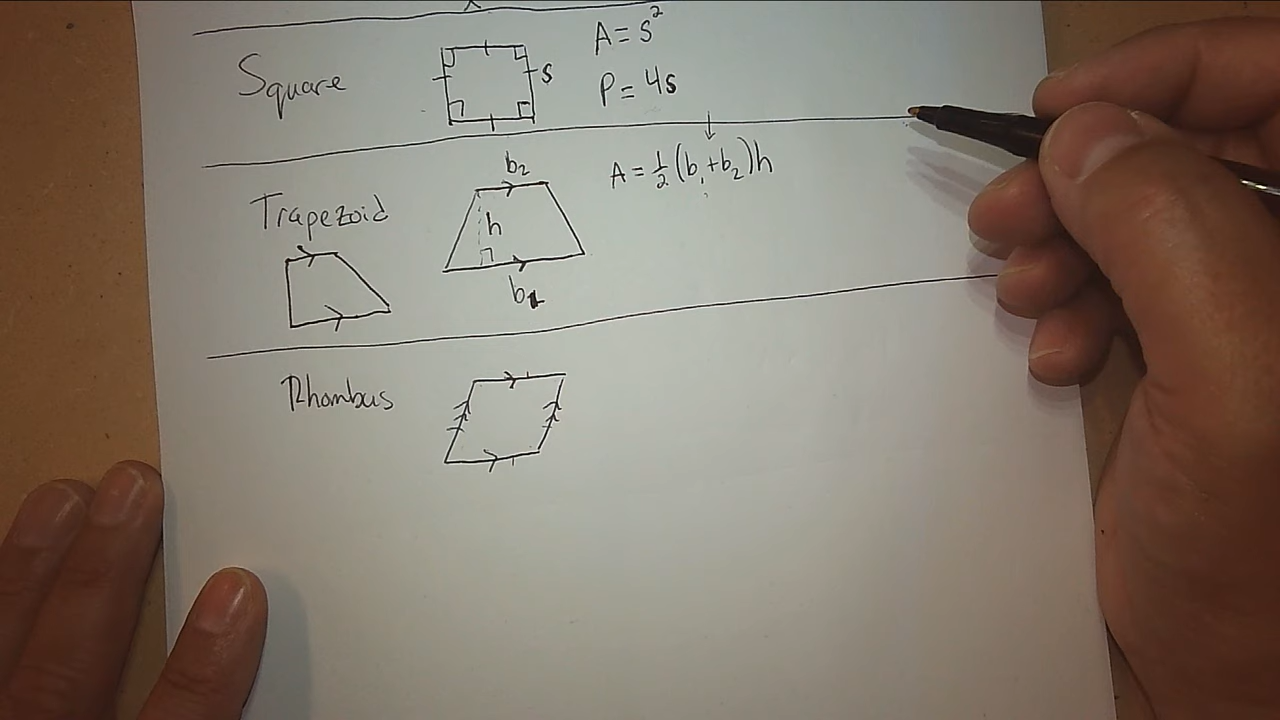 Square
s
A = s²
P = 4s
Trapezoid
b₂
h
b₁
A = ½(b₁+b₂)h
Rhombus